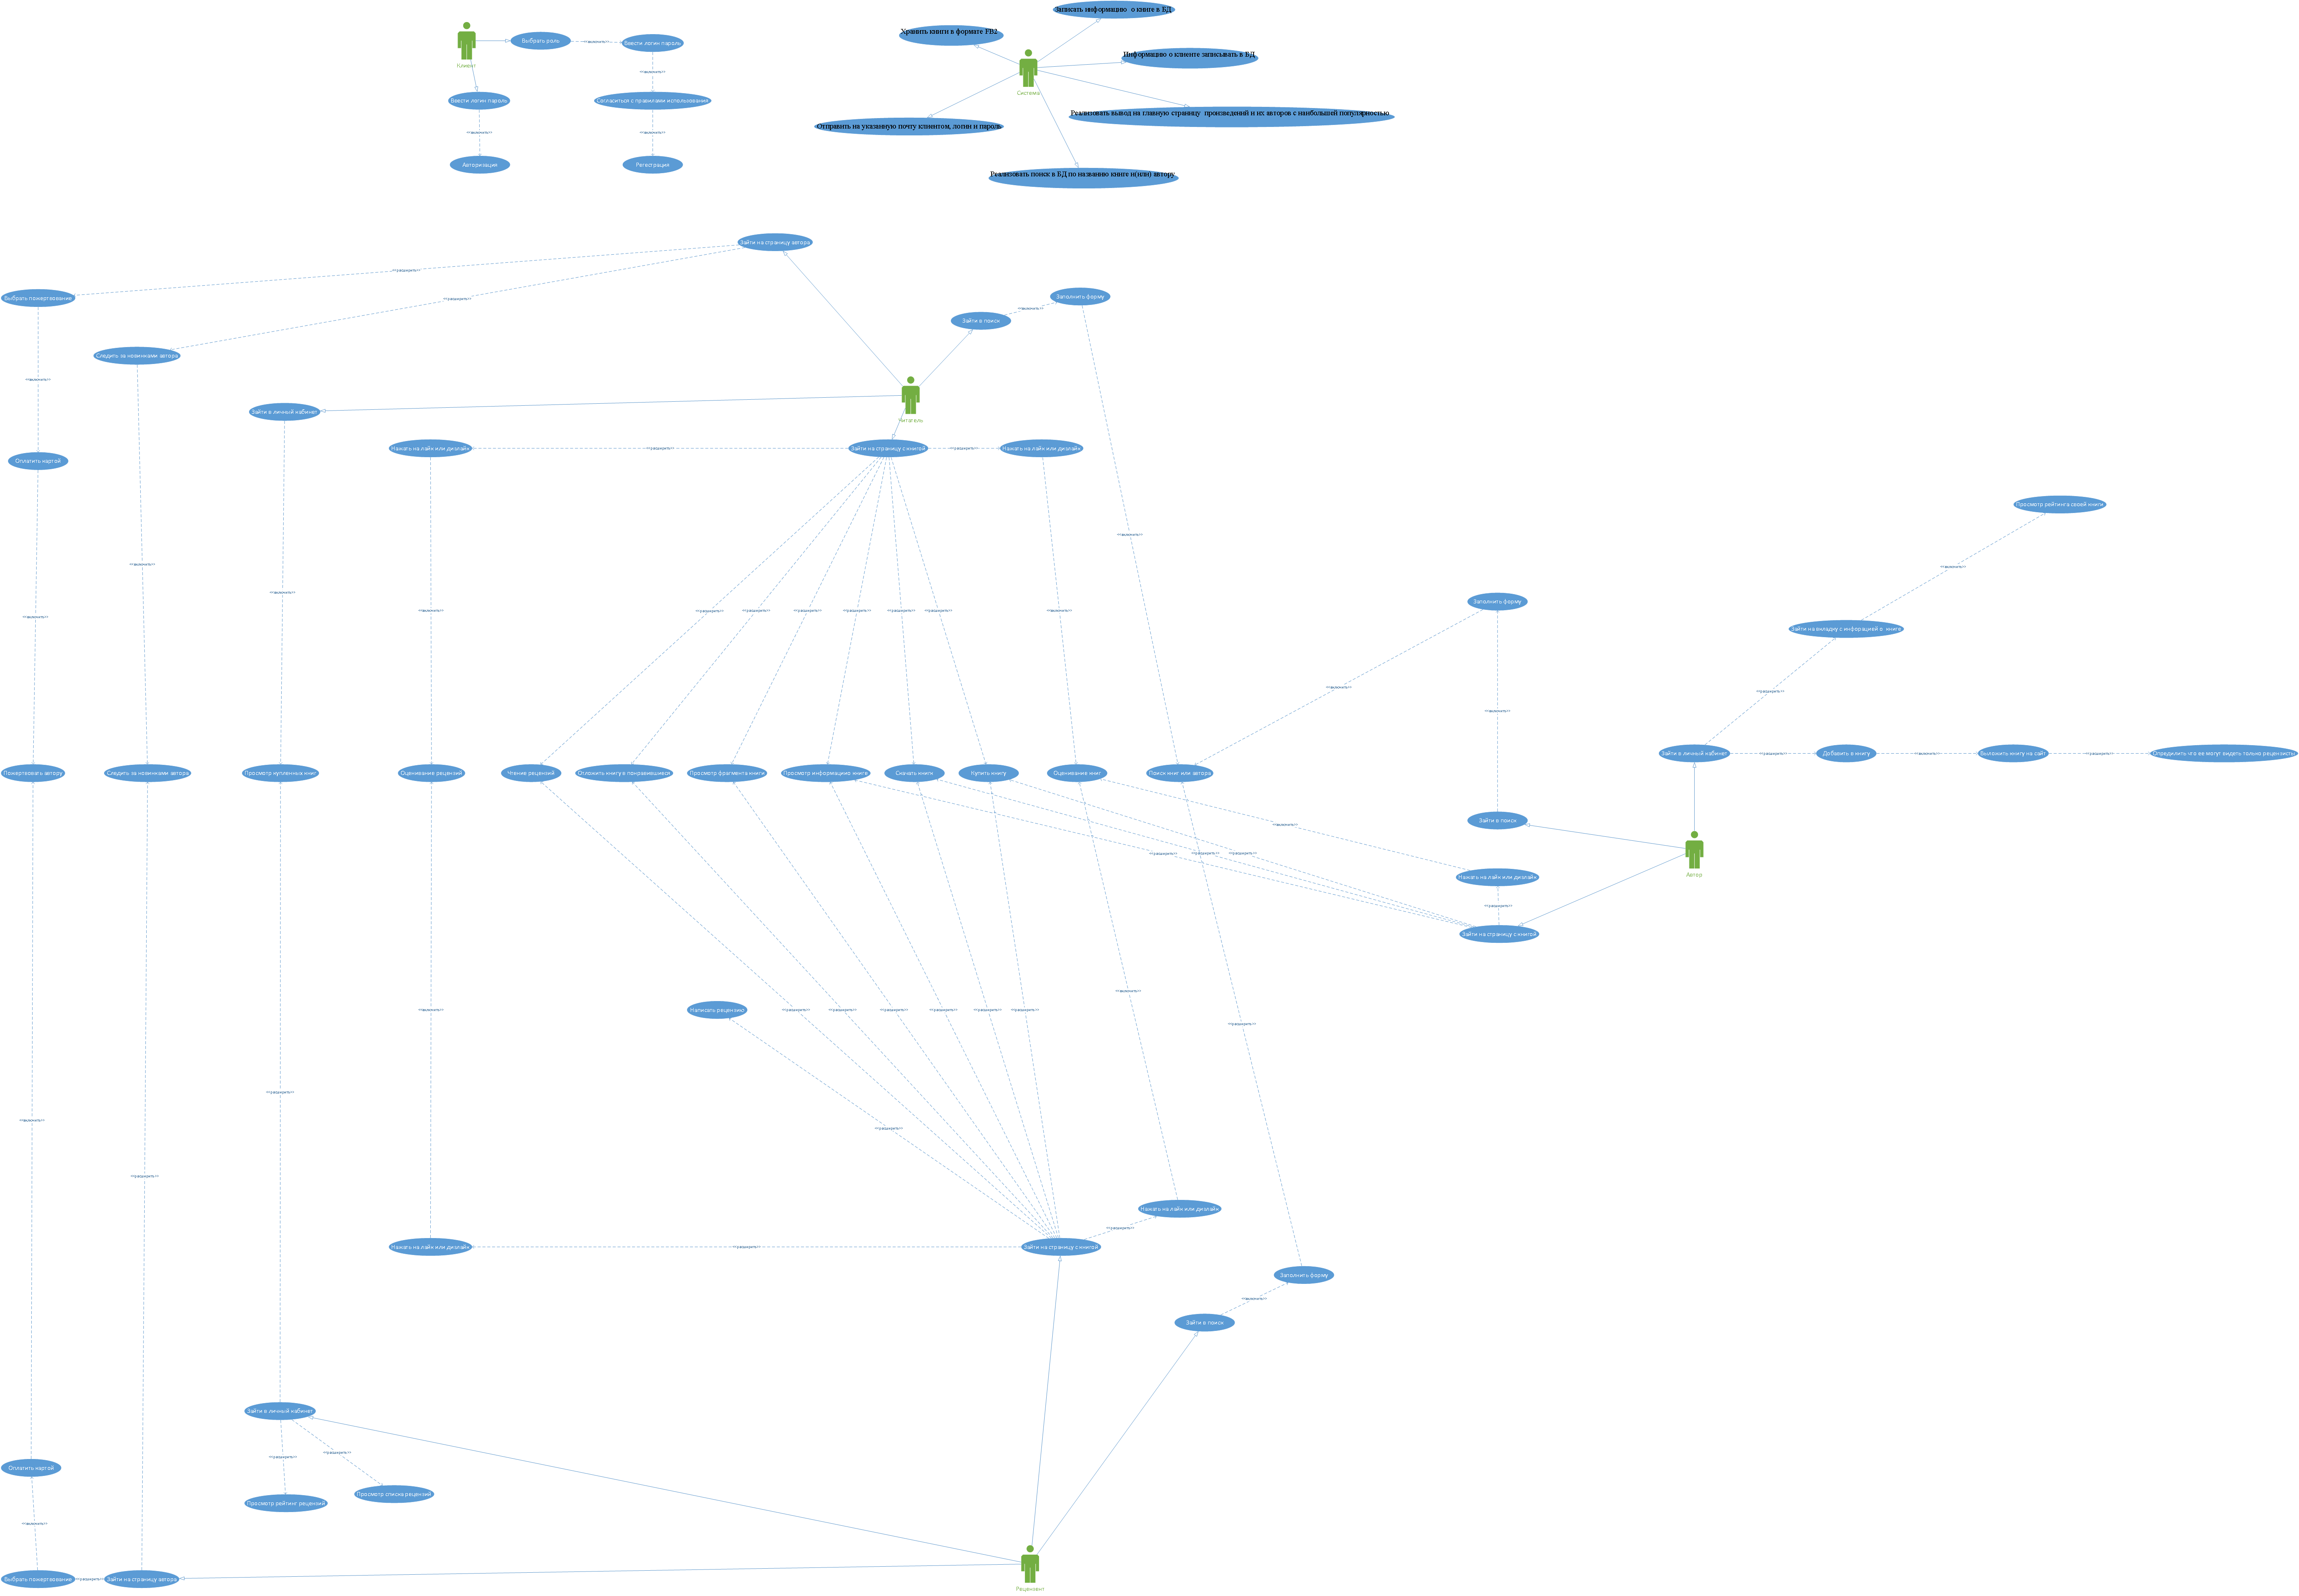 Записать информацию  о книге в БД
Хранить книги в формате FB2
Выбрать роль
<<включить>>
Ввести логин пароль
Информацию о клиенте записывать в БД
Клиент
<<включить>>
Система
Ввести логин пароль
Согласиться с правилами использования
Реализовать вывод на главную страницу  произведений и их авторов с наибольшей популярностью
Отправить на указанную почту клиентом, логин и пароль
<<включить>>
<<включить>>
Авторизация
Регистрация
Реализовать поиск в БД по названию книге и(или) автору
Зайти на страницу автора
<<расширить>>
Выбрать пожертвование
<<расширить>>
Заполнить форму
<<включить>>
Зайти в поиск
Следить за новинками автора
<<включить>>
Зайти в личный кабинет
Читатель
Нажать на лайк или дизлайк
<<расширить>>
Зайти на страницу с книгой
<<расширить>>
Нажать на лайк или дизлайк
Оплатить картой
Просмотр рейтинга своей книги
<<включить>>
<<включить>>
<<включить>>
<<включить>>
Заполнить форму
<<включить>>
<<включить>>
<<расширить>>
<<расширить>>
<<расширить>>
<<расширить>>
<<расширить>>
<<расширить>>
<<включить>>
<<включить>>
Зайти на вкладку с инфорацией о  книге
<<включить>>
<<расширить>>
<<включить>>
Зайти в личный кабинет
<<расширить>>
Добавить в книгу
<<включить>>
Выложить книгу на сайт
<<расширить>>
Определить что ее могут видеть только рецензисты
Пожертвовать автору
Следить за новинками автора
Просмотр купленных книг
Оценивание рецензий
Чтение рецензий
Отложить книгу в понравившиеся
Просмотр фрагмента книги
Просмотр информацию книге
Скачать книги
Купить книгу
Оценивание книг
Поиск книг или автора
Зайти в поиск
<<включить>>
<<расширить>>
<<расширить>>
<<расширить>>
Автор
Нажать на лайк или дизлайк
<<расширить>>
Зайти на страницу с книгой
<<включить>>
Написать рецензию
<<включить>>
<<расширить>>
<<расширить>>
<<расширить>>
<<расширить>>
<<расширить>>
<<расширить>>
<<расширить>>
<<расширить>>
<<включить>>
<<расширить>>
<<расширить>>
Нажать на лайк или дизлайк
<<расширить>>
Нажать на лайк или дизлайк
<<расширить>>
Зайти на страницу с книгой
Заполнить форму
<<включить>>
Зайти в поиск
Зайти в личный кабинет
<<расширить>>
<<расширить>>
Оплатить картой
Просмотр списка рецензий
Просмотр рейтинг рецензий
<<включить>>
Выбрать пожертвование
<<расширить>>
Зайти на страницу автора
Рецензент